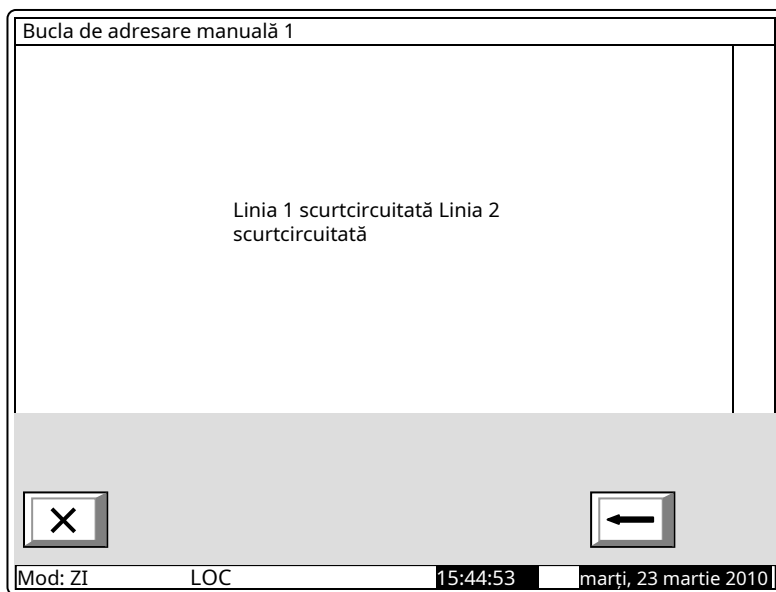 Bucla de adresare manuală 1
Linia 1 scurtcircuitată Linia 2
scurtcircuitată
Mod: ZI LOC 15:44:53 marți, 23 martie 2010